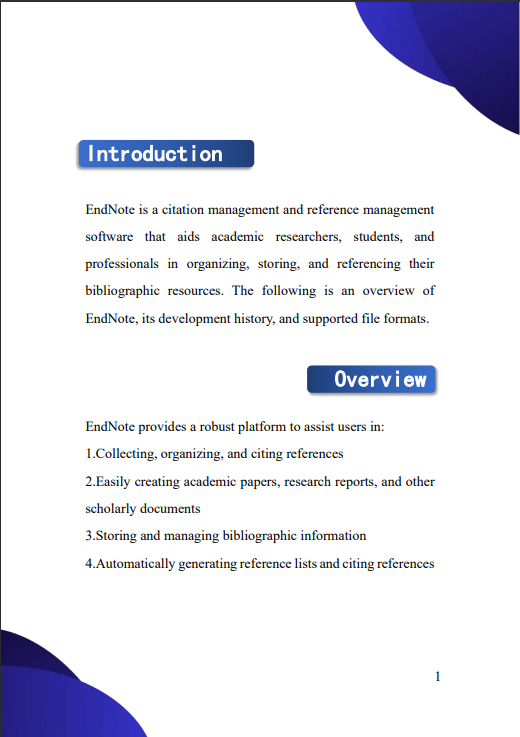 Introduction
EndNote is a citation management and reference management
software that aids academic researchers, students, and
professionals in organizing, storing, and referencing their
bibliographic resources. The following is an overview of
EndNote, its development history, and supported file formats.
Overview
EndNote provides a robust platform to assist users in:
1.Collecting, organizing, and citing references
2.Easily creating academic papers, research reports, and other
scholarly documents
3.Storing and managing bibliographic information
4.Automatically generating reference lists and citing references
1